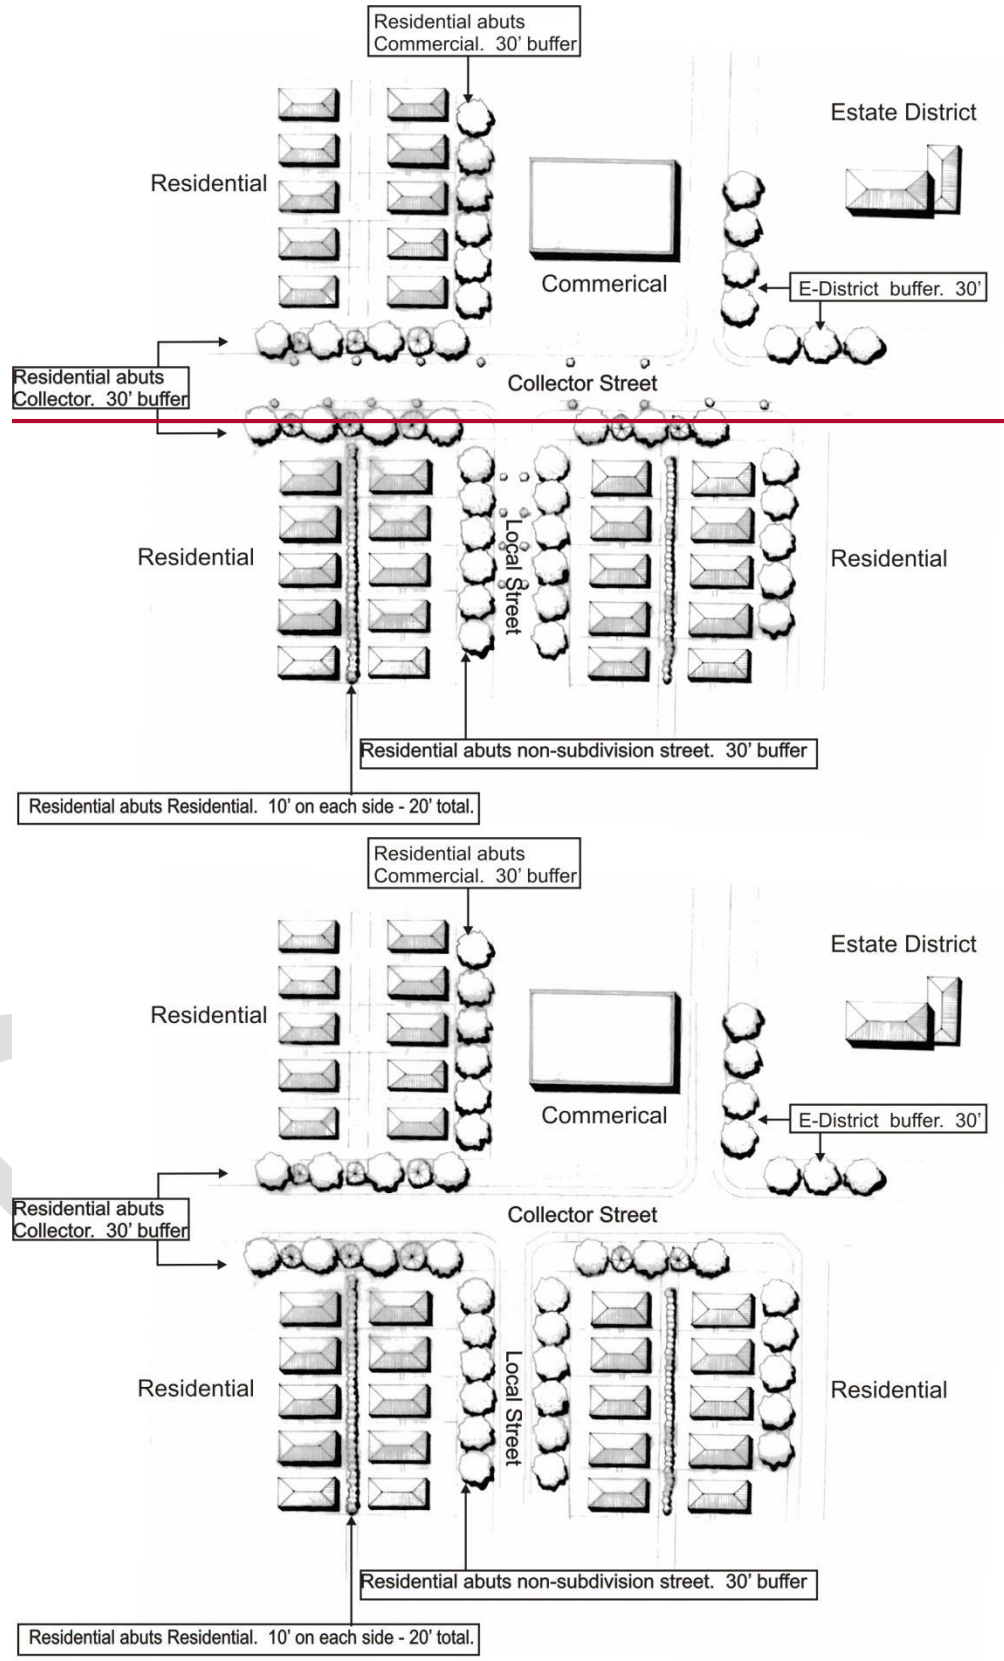 Residential abuts
Commercial. 30' buffer
Estate District
Residential
Commerical
E-District buffer. 30'
Residential abuts
Collector. 30' buffer
Collector Street
Residential
Local Street
Residential
Residential abuts non-subdivision street. 30' buffer
Residential abuts Residential. 10' on each side - 20' total.
Residential abuts
Commercial. 30' buffer
Estate District
Residential
Commerical
E-District buffer. 30'
Residential abuts
Collector. 30' buffer
Collector Street
Residential
Local Street
Residential
Residential abuts non-subdivision street. 30' buffer
Residential abuts Residential. 10' on each side - 20' total.